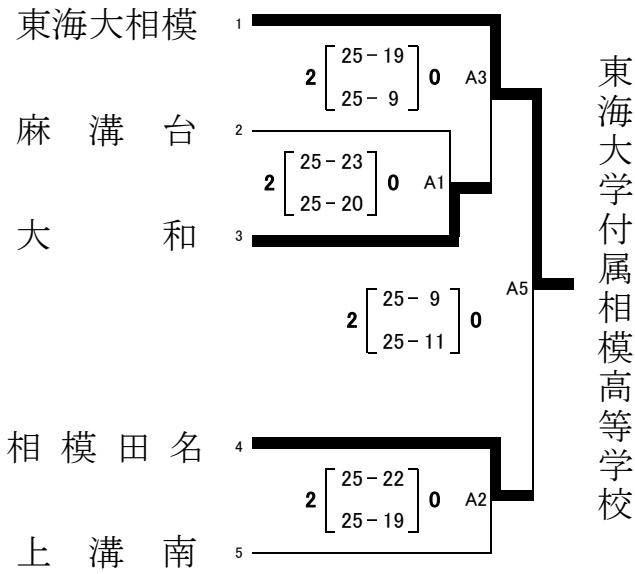 東海大相模 1
2 25-19 0 A3
25- 9
麻溝台 2
2 25-23 0 A1
25-20
大和 3
A5
2 25- 9 0
25-11
相模田名 4
2 25-22 0 A2
25-19
上溝南 5
東海大学付属相模高等学校